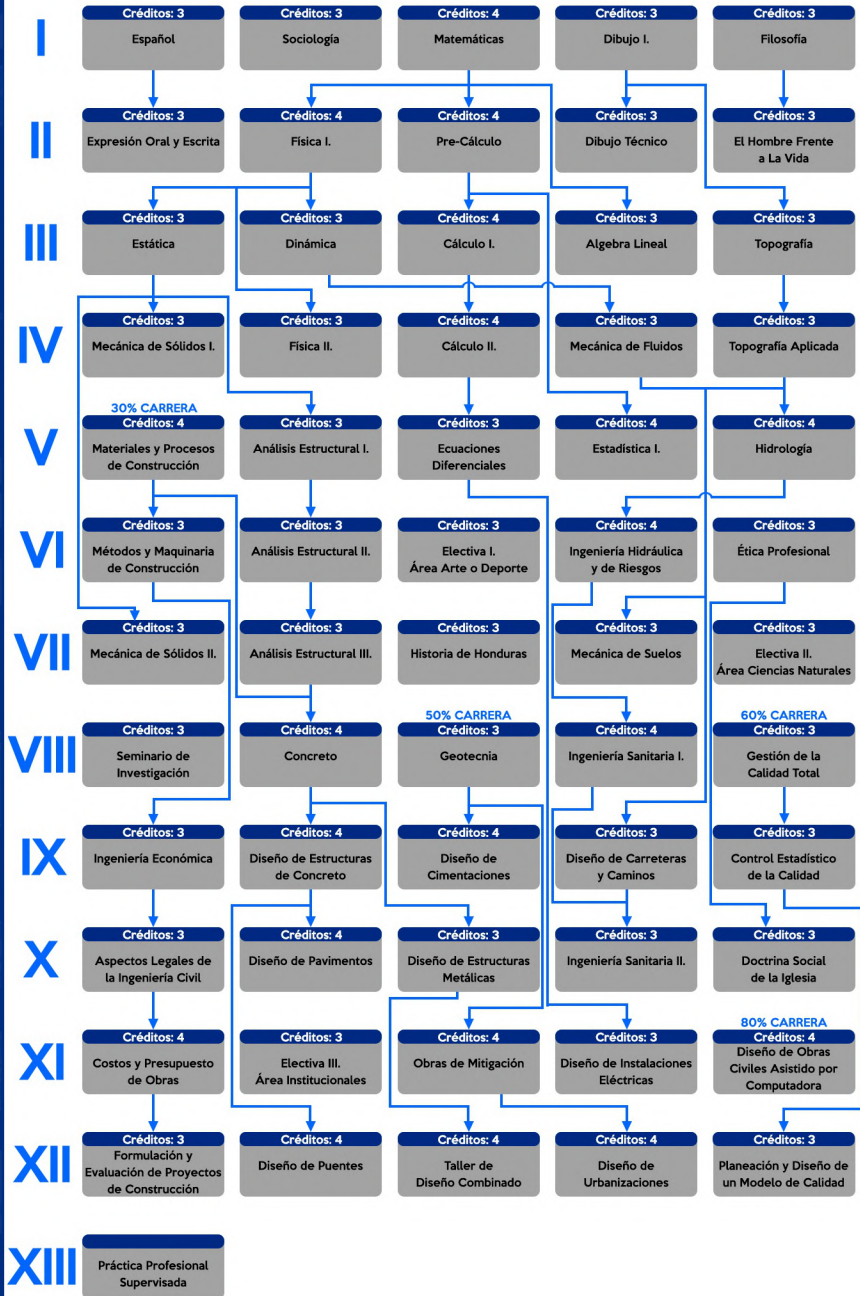 I
Créditos: 3
Español
Créditos: 3
Sociología
Créditos: 4
Matemáticas
Créditos: 3
Dibujo I.
Créditos: 3
Filosofía
II
Créditos: 3
Expresión Oral y Escrita
Créditos: 4
Física I.
Créditos: 4
Pre-Cálculo
Créditos: 3
Dibujo Técnico
Créditos: 3
El Hombre Frente
a La Vida
III
Créditos: 3
Estática
Créditos: 3
Dinámica
Créditos: 4
Cálculo I.
Créditos: 3
Algebra Lineal
Créditos: 3
Topografía
IV
Créditos: 3
Mecánica de Sólidos I.
Créditos: 3
Física II.
Créditos: 4
Cálculo II.
Créditos: 3
Mecánica de Fluidos
Créditos: 3
Topografía Aplicada
V
30% CARRERA
Créditos: 4
Materiales y Procesos
de Construcción
Créditos: 3
Análisis Estructural I.
Créditos: 3
Ecuaciones
Diferenciales
Créditos: 4
Estadística I.
Créditos: 4
Hidrología
VI
Créditos: 3
Métodos y Maquinaria
de Construcción
Créditos: 3
Análisis Estructural II.
Créditos: 3
Electiva I.
Área Arte o Deporte
Créditos: 4
Ingeniería Hidráulica
y de Riesgos
Créditos: 3
Ética Profesional
VII
Créditos: 3
Mecánica de Sólidos II.
Créditos: 3
Análisis Estructural III.
Créditos: 3
Historia de Honduras
Créditos: 3
Mecánica de Suelos
Créditos: 3
Electiva II.
Área Ciencias Naturales
VIII
Créditos: 3
Seminario de
Investigación
Créditos: 4
Concreto
50% CARRERA
Créditos: 3
Geotecnia
Créditos: 4
Ingeniería Sanitaria I.
60% CARRERA
Créditos: 3
Gestión de la
Calidad Total
IX
Créditos: 3
Ingeniería Económica
Créditos: 4
Diseño de Estructuras
de Concreto
Créditos: 4
Diseño de
Cimentaciones
Créditos: 3
Diseño de Carreteras
y Caminos
Créditos: 3
Control Estadístico
de la Calidad
X
Créditos: 3
Aspectos Legales de
la Ingeniería Civil
Créditos: 4
Diseño de Pavimentos
Créditos: 3
Diseño de Estructuras
Metálicas
Créditos: 3
Ingeniería Sanitaria II.
Créditos: 3
Doctrina Social
de la Iglesia
XI
Créditos: 4
Costos y Presupuesto
de Obras
Créditos: 3
Electiva III.
Área Institucionales
Créditos: 4
Obras de Mitigación
Créditos: 3
Diseño de Instalaciones
Eléctricas
80% CARRERA
Créditos: 4
Diseño de Obras
Civiles Asistido por
Computadora
XII
Créditos: 3
Formulación y
Evaluación de Proyectos
de Construcción
Créditos: 4
Diseño de Puentes
Créditos: 4
Taller de
Diseño Combinado
Créditos: 4
Diseño de
Urbanizaciones
Créditos: 3
Planeación y Diseño de
un Modelo de Calidad
XIII
Práctica Profesional
Supervisada